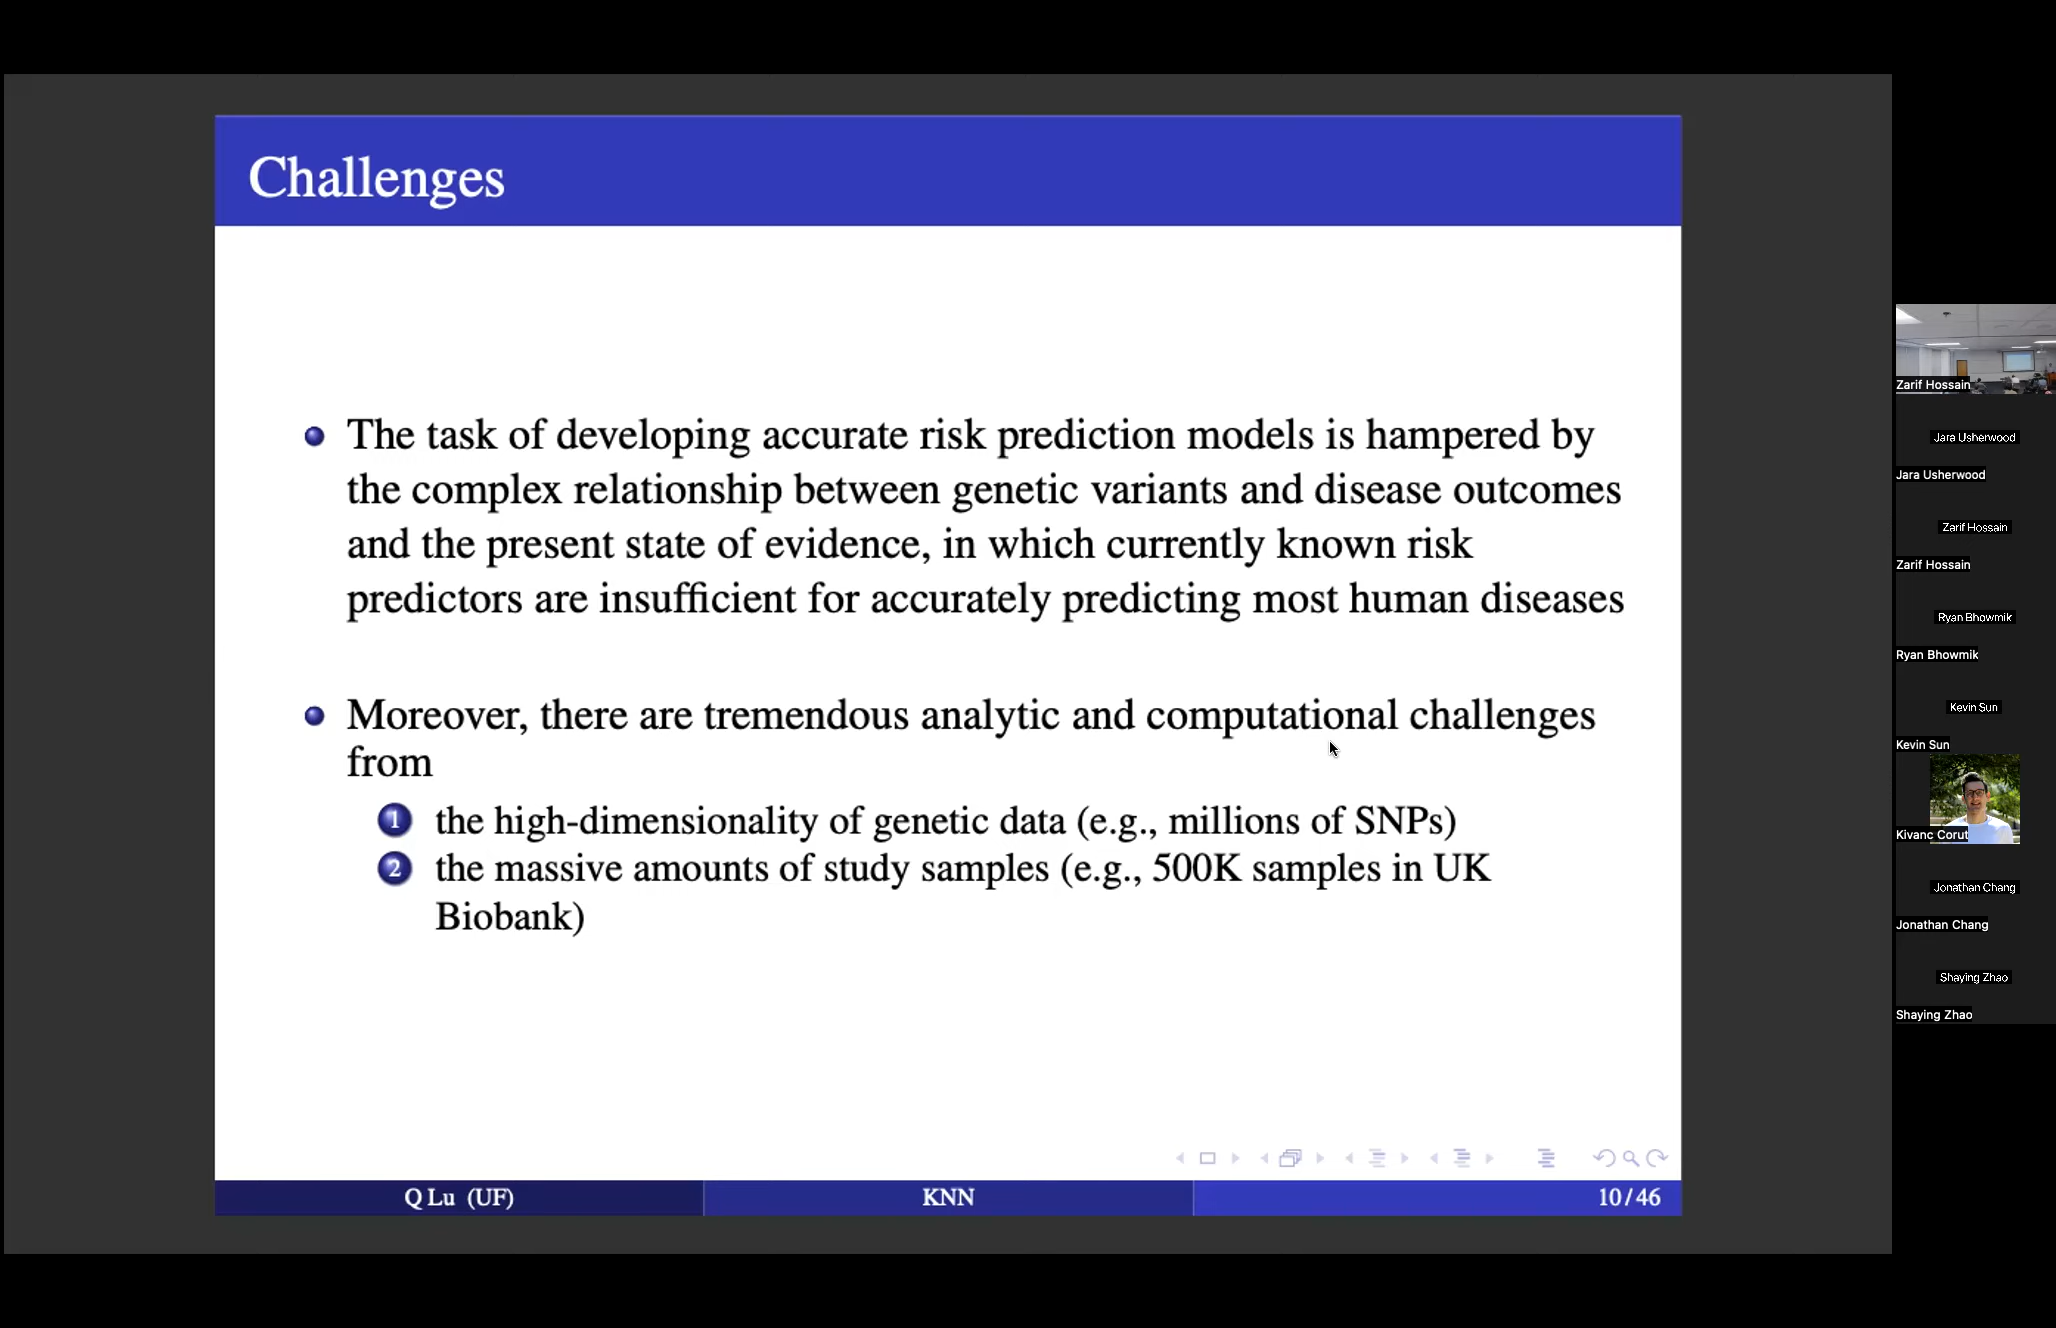 Challenges
The task of developing accurate risk prediction models is hampered by
the complex relationship between genetic variants and disease outcomes
and the present state of evidence, in which currently known risk
predictors are insufficient for accurately predicting most human diseases
Moreover, there are tremendous analytic and computational challenges
from
1 the high-dimensionality of genetic data (e.g., millions of SNPs)
2 the massive amounts of study samples (e.g., 500K samples in UK
Biobank)
Q Lu (UF)
KNN
10/46
Zarif Hossain
Jara Usherwood
Jara Usherwood
Zarif Hossain
Zarif Hossain
Ryan Bhowmik
Ryan Bhowmik
Kevin Sun
Kevin Sun
Kivanc Corut
Jonathan Chang
Jonathan Chang
Shaying Zhao
Shaying Zhao